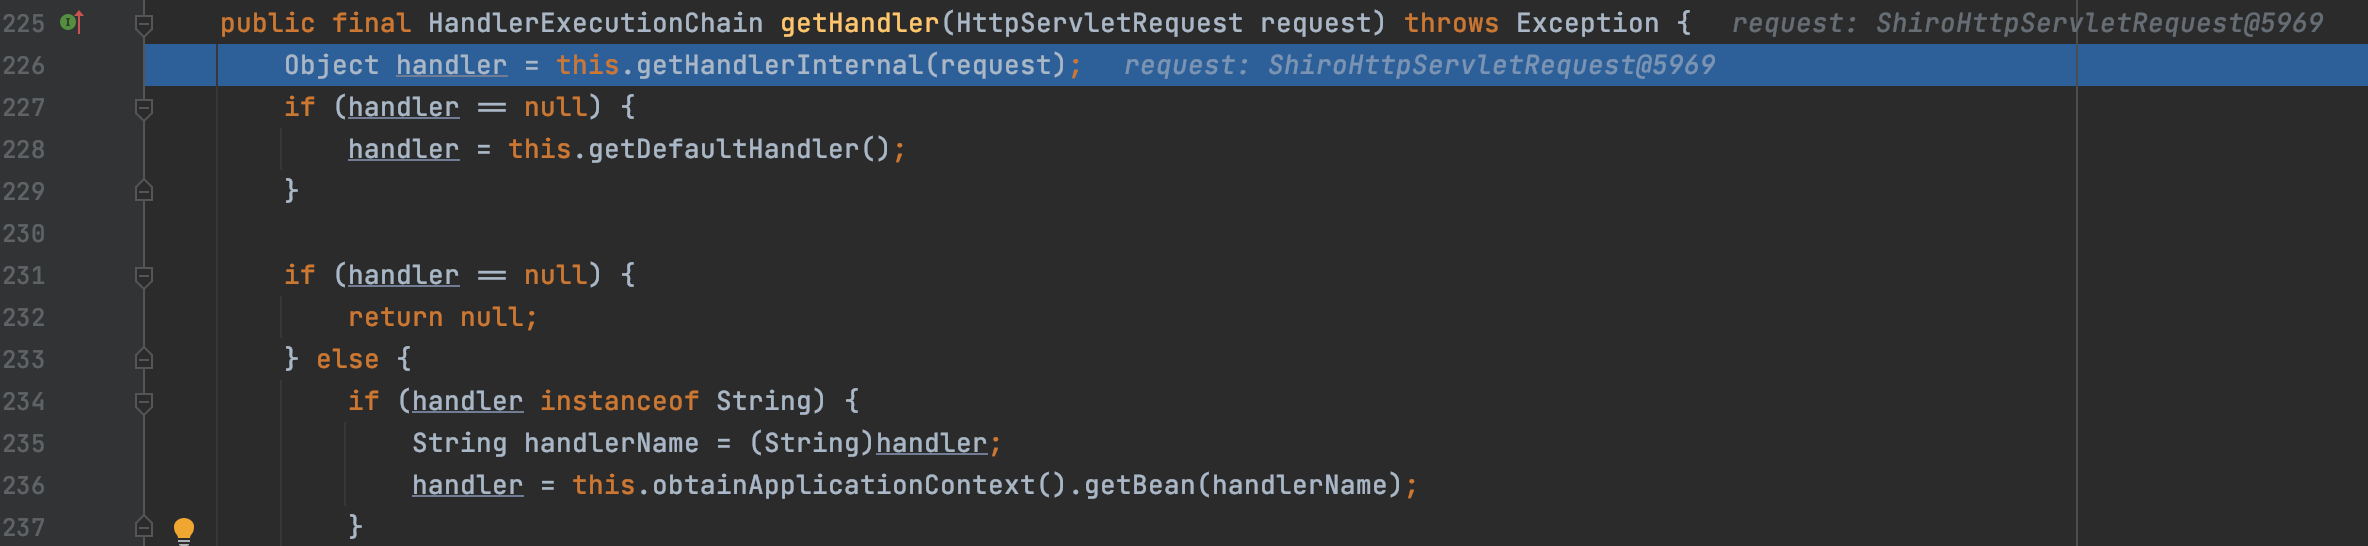 225 public final HandlerExecutionChain getHandler(HttpServletRequest request) throws Exception { request: ShiroHttpServletRequest@5969
226 Object handler = this.getHandlerInternal(request); request: ShiroHttpServletRequest@5969
227 if (handler == null) {
228 handler = this.getDefaultHandler();
229 }
230
231 if (handler == null) {
232 return null;
233 } else {
234 if (handler instanceof String) {
235 String handlerName = (String)handler;
236 handler = this.obtainApplicationContext().getBean(handlerName);
237 }